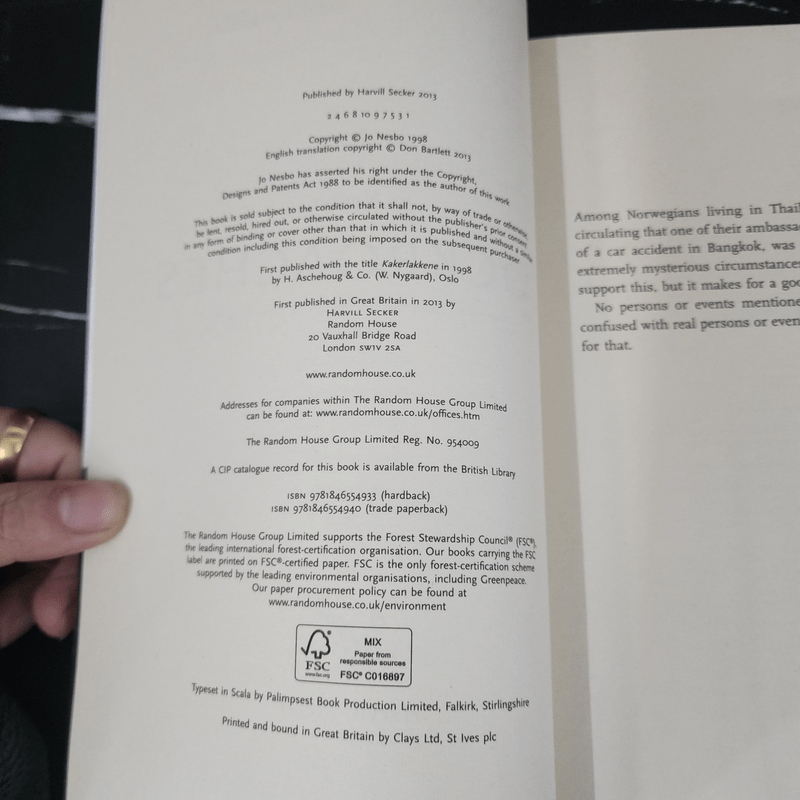 Published by Harvill Secker 2013
2 4 6 8 10 9 7 5 3 1
Copyright © Jo Nesbo 1998
English translation copyright © Don Bartlett 2013
Jo Nesbo has asserted his right under the Copyright,
Designs and Patents Act 1988 to be identified as the author of this work
This book is sold subject to the condition that it shall not, by way of trade or otherwise,
be lent, resold, hired out, or otherwise circulated without the publisher's prior consent
in any form of binding or cover other than that in which it is published and without a similar
condition including this condition being imposed on the subsequent purchaser
First published with the title Kakerlakkene in 1998
by H. Aschehoug & Co. (W. Nygaard), Oslo
First published in Great Britain in 2013 by
HARVILL SECKER
Random House
20 Vauxhall Bridge Road
London SW1V 2SA
www.randomhouse.co.uk
Addresses for companies within The Random House Group Limited
can be found at: www.randomhouse.co.uk/offices.htm
The Random House Group Limited Reg. No. 954009
A CIP catalogue record for this book is available from the British Library
ISBN 9781846554933 (hardback)
ISBN 9781846554940 (trade paperback)
The Random House Group Limited supports the Forest Stewardship Council® (FSC®),
the leading international forest-certification organisation. Our books carrying the FSC
label are printed on FSC®-certified paper. FSC is the only forest-certification scheme
supported by the leading environmental organisations, including Greenpeace.
Our paper procurement policy can be found at
www.randomhouse.co.uk/environment
FSC
www.fsc.org
MIX
Paper from
responsible sources
FSC® C016897
Typeset in Scala by Palimpsest Book Production Limited, Falkirk, Stirlingshire
Printed and bound in Great Britain by Clays Ltd, St Ives plc
Among Norwegians living in Thail
circulating that one of their ambassa
of a car accident in Bangkok, was
extremely mysterious circumstances
support this, but it makes for a goo
No persons or events mentione
confused with real persons or even
for that.